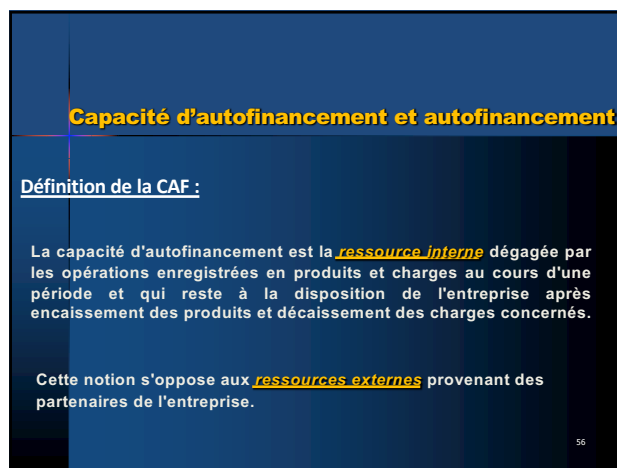 Capacité d'autofinancement et autofinancement
Définition de la CAF :
La capacité d'autofinancement est la ressource interne dégagée par
les opérations enregistrées en produits et charges au cours d'une
période et qui reste à la disposition de l'entreprise après
encaissement des produits et décaissement des charges concernés.
Cette notion s'oppose aux ressources externes provenant des
partenaires de l'entreprise.
56